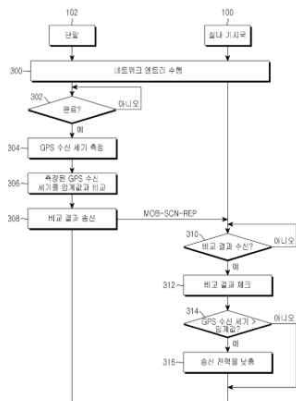 102
100
단말
실내 기지국
300
네트워크 엔트리 수행
302
완료?
아니오
예
304
GPS 수신 세기 측정
306
측정된 GPS 수신
세기를 임계값과 비교
308
비교 결과 송신
MOB-SCN-REP
310
비교 결과 수신?
아니오
예
312
비교 결과 체크
314
GPS 수신 세기 >
임계값?
아니오
예
316
송신 전력을 낮춤